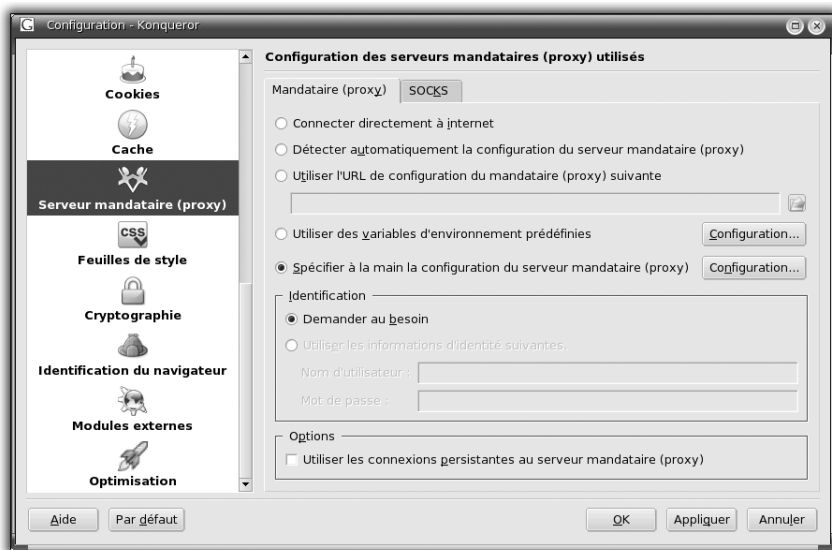 Configuration - Konqueror
Cookies
Cache
Serveur mandataire (proxy)
CSS
Feuilles de style
Cryptographie
Identification du navigateur
Modules externes
Optimisation
Configuration des serveurs mandataires (proxy) utilisés
Mandataire (proxy) SOCKS
Connecter directement à internet
Détecter automatiquement la configuration du serveur mandataire (proxy)
Utiliser l'URL de configuration du mandataire (proxy) suivante
Utiliser des variables d'environnement prédéfinies Configuration...
Spécifier à la main la configuration du serveur mandataire (proxy) Configuration...
Identification
Demander au besoin
Utiliser les informations d'identité suivantes.
Nom d'utilisateur :
Mot de passe :
Options
Utiliser les connexions persistantes au serveur mandataire (proxy)
Aide Par défaut OK Appliquer Annuler